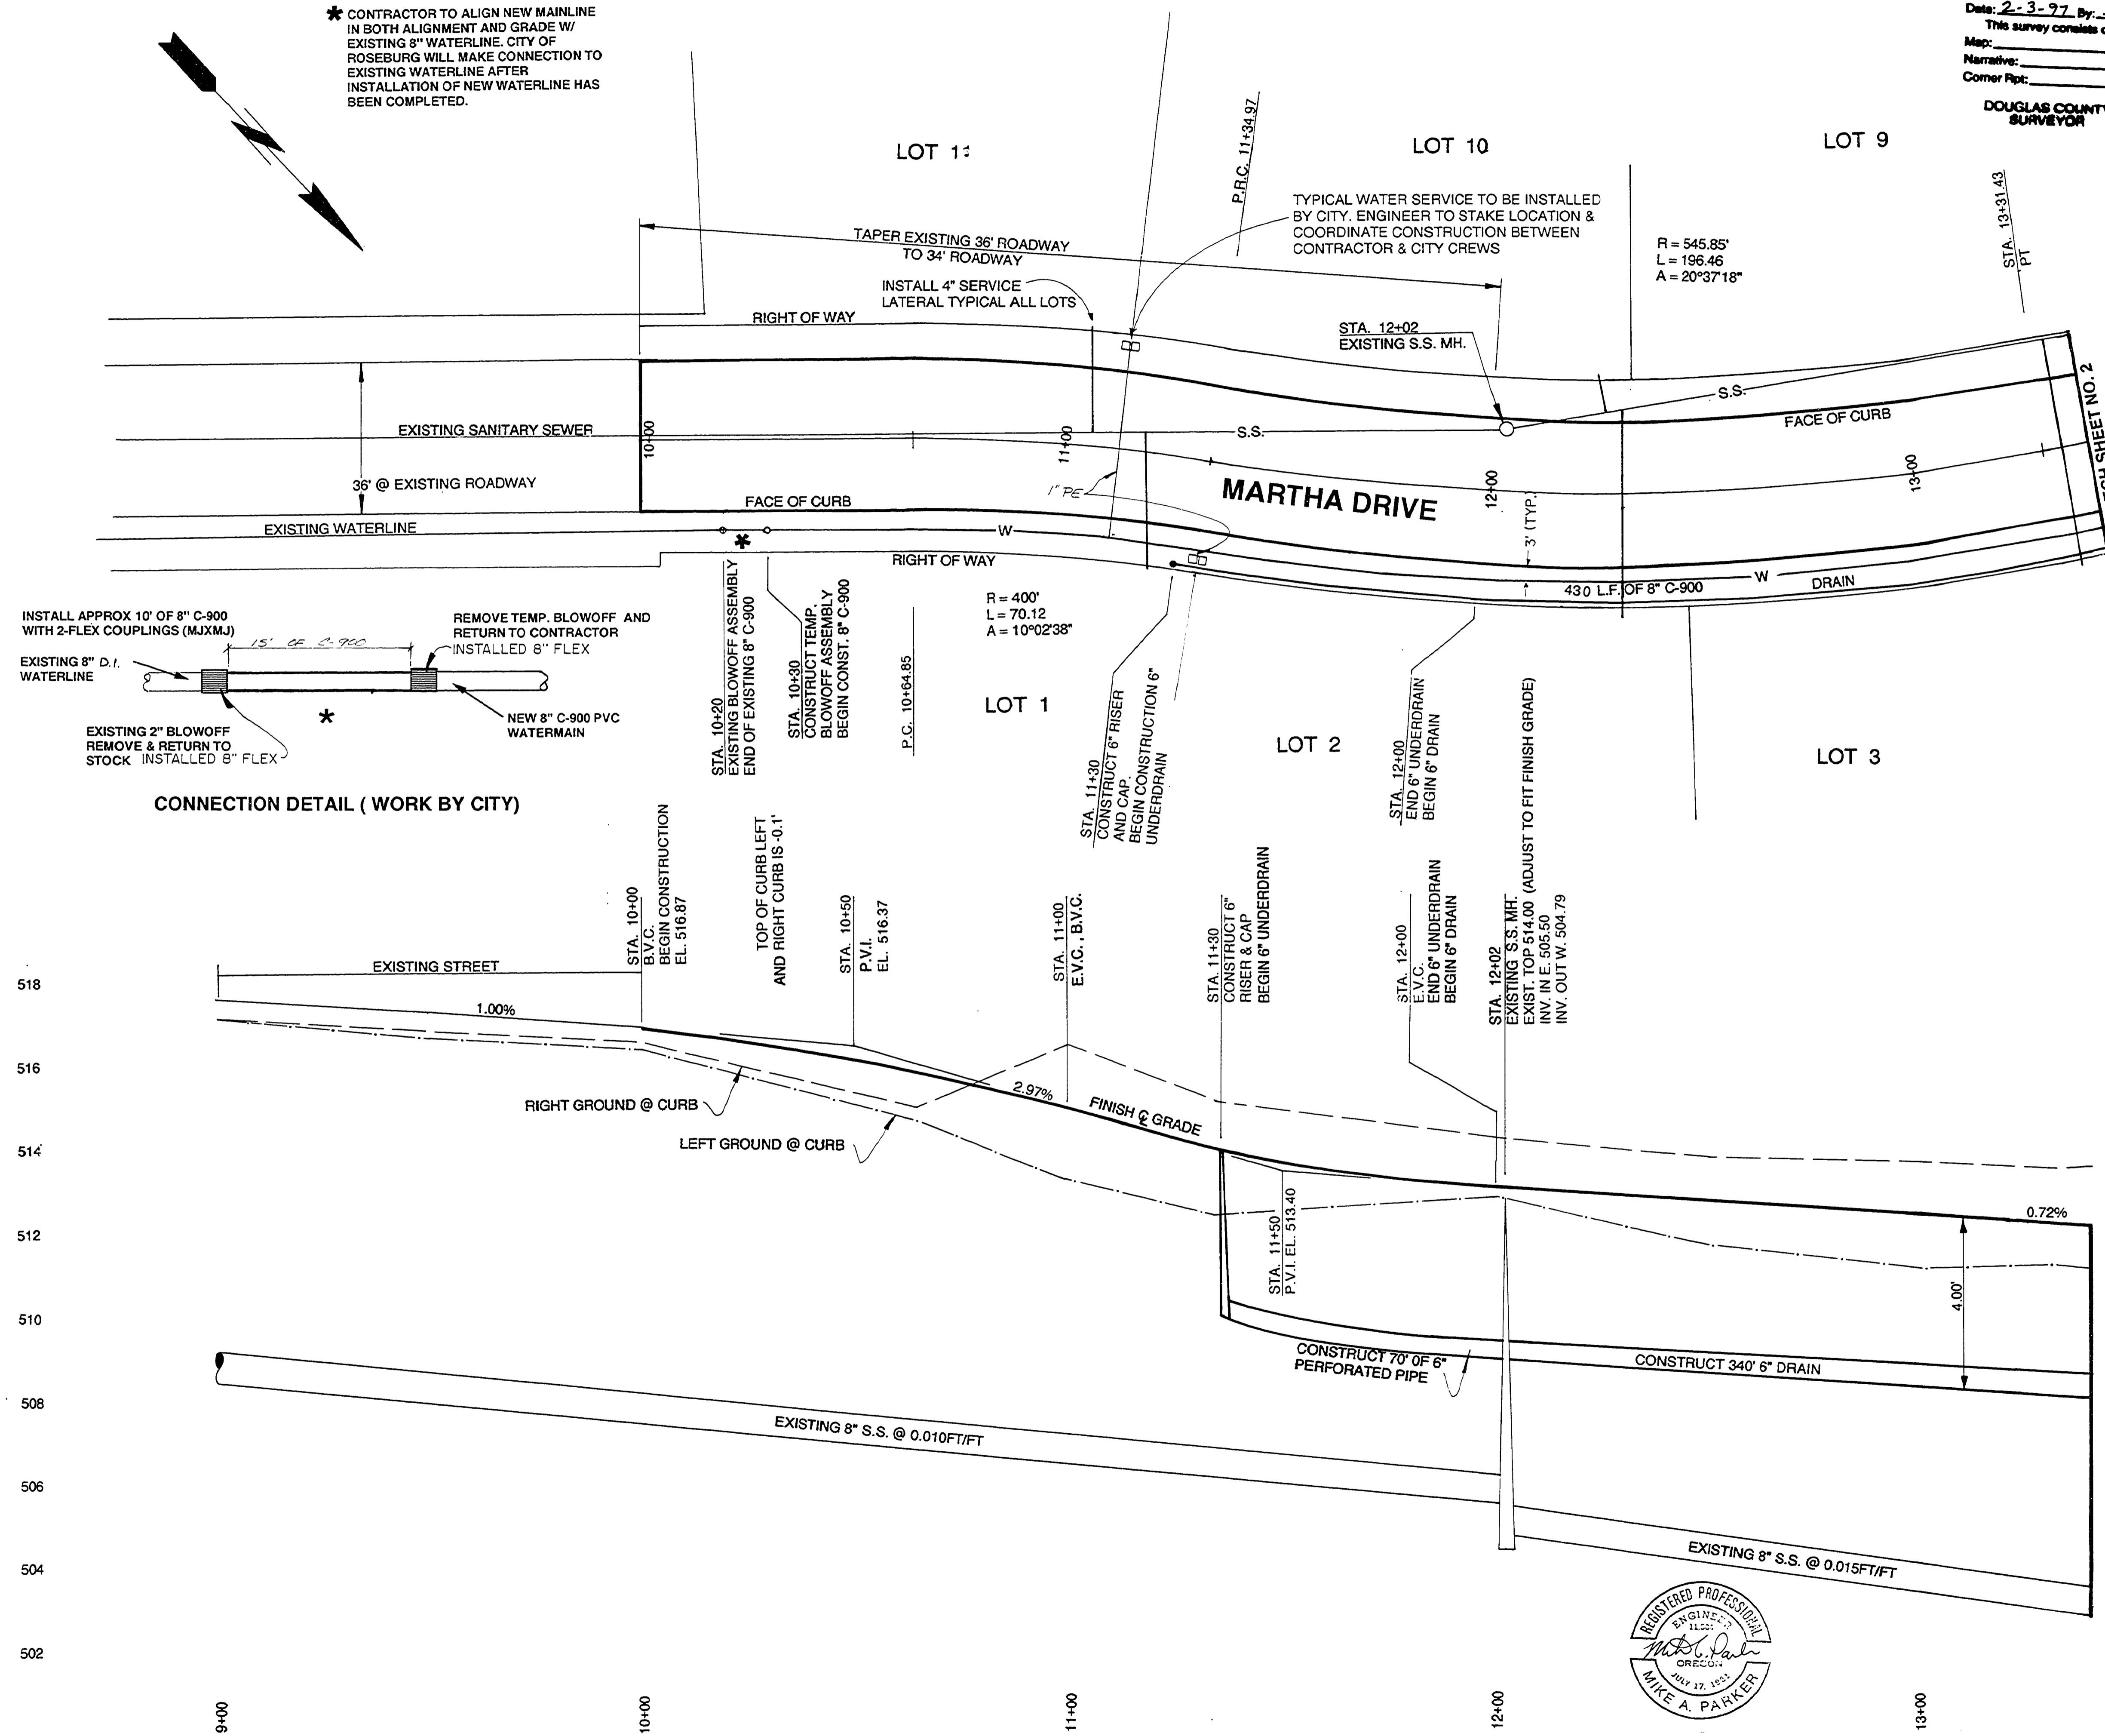 * CONTRACTOR TO ALIGN NEW MAINLINE
IN BOTH ALIGNMENT AND GRADE W/
EXISTING 8" WATERLINE. CITY OF
ROSEBURG WILL MAKE CONNECTION TO
EXISTING WATERLINE AFTER
INSTALLATION OF NEW WATERLINE HAS
BEEN COMPLETED.
Date: 2-3-97 By:
This survey consists
Map:
Narrative:
Corner Rpt:
DOUGLAS COUNTY
SURVEYOR
LOT 11
P.R.C. 11+34.97
LOT 10
LOT 9
STA. 13+31.43
PT
TYPICAL WATER SERVICE TO BE INSTALLED
BY CITY. ENGINEER TO STAKE LOCATION &
COORDINATE CONSTRUCTION BETWEEN
CONTRACTOR & CITY CREWS
R = 545.85'
L = 196.46
A = 20°37'18"
TAPER EXISTING 36' ROADWAY
TO 34' ROADWAY
INSTALL 4" SERVICE
LATERAL TYPICAL ALL LOTS
RIGHT OF WAY
STA. 12+02
EXISTING S.S. MH.
S.S.
FACE OF CURB
SHEET NO. 2
EXISTING SANITARY SEWER
10+00
11+00
S.S.
12+00
13+00
36' @ EXISTING ROADWAY
FACE OF CURB
1" PE
MARTHA DRIVE
3' (TYP.)
EXISTING WATERLINE
*
W
RIGHT OF WAY
430 L.F. OF 8" C-900
W
DRAIN
INSTALL APPROX 10' OF 8" C-900
WITH 2-FLEX COUPLINGS (MJXMJ)
15' OF C-900
REMOVE TEMP. BLOWOFF AND
RETURN TO CONTRACTOR
INSTALLED 8" FLEX
EXISTING 8" D.I.
WATERLINE
*
NEW 8" C-900 PVC
WATERMAIN
EXISTING 2" BLOWOFF
REMOVE & RETURN TO
STOCK INSTALLED 8" FLEX
CONNECTION DETAIL ( WORK BY CITY)
STA. 10+20
EXISTING BLOWOFF ASSEMBLY
END OF EXISTING 8" C-900
STA. 10+30
CONSTRUCT TEMP.
BLOWOFF ASSEMBLY
BEGIN CONST. 8" C-900
P.C. 10+64.85
R = 400'
L = 70.12
A = 10°02'38"
LOT 1
STA. 11+30
CONSTRUCT 6" RISER
AND CAP.
BEGIN CONSTRUCTION 6"
UNDERDRAIN
LOT 2
STA. 12+00
END 6" UNDERDRAIN
BEGIN 6" DRAIN
LOT 3
STA. 10+00
B.V.C.
BEGIN CONSTRUCTION
EL. 516.87
TOP OF CURB LEFT
AND RIGHT CURB IS -0.1'
STA. 10+50
P.V.I.
EL. 516.37
STA. 11+00
E.V.C. , B.V.C.
STA. 11+30
CONSTRUCT 6"
RISER & CAP
BEGIN 6" UNDERDRAIN
STA. 12+00
E.V.C.
END 6" UNDERDRAIN
BEGIN 6" DRAIN
STA. 12+02
EXISTING S.S. MH.
EXIST. TOP 514.00 (ADJUST TO FIT FINISH GRADE)
INV. IN E. 505.50
INV. OUT W. 504.79
518
EXISTING STREET
1.00%
516
RIGHT GROUND @ CURB
2.97%
FINISH ℄ GRADE
LEFT GROUND @ CURB
514
STA. 11+50
P.V.I. EL. 513.40
512
0.72%
4.00'
510
CONSTRUCT 70' OF 6"
PERFORATED PIPE
CONSTRUCT 340' 6" DRAIN
508
EXISTING 8" S.S. @ 0.010FT/FT
506
504
EXISTING 8" S.S. @ 0.015FT/FT
502
REGISTERED PROFESSIONAL
ENGINEER
OREGON
JULY 17,
MIKE A. PARKER
9+00
10+00
11+00
12+00
13+00